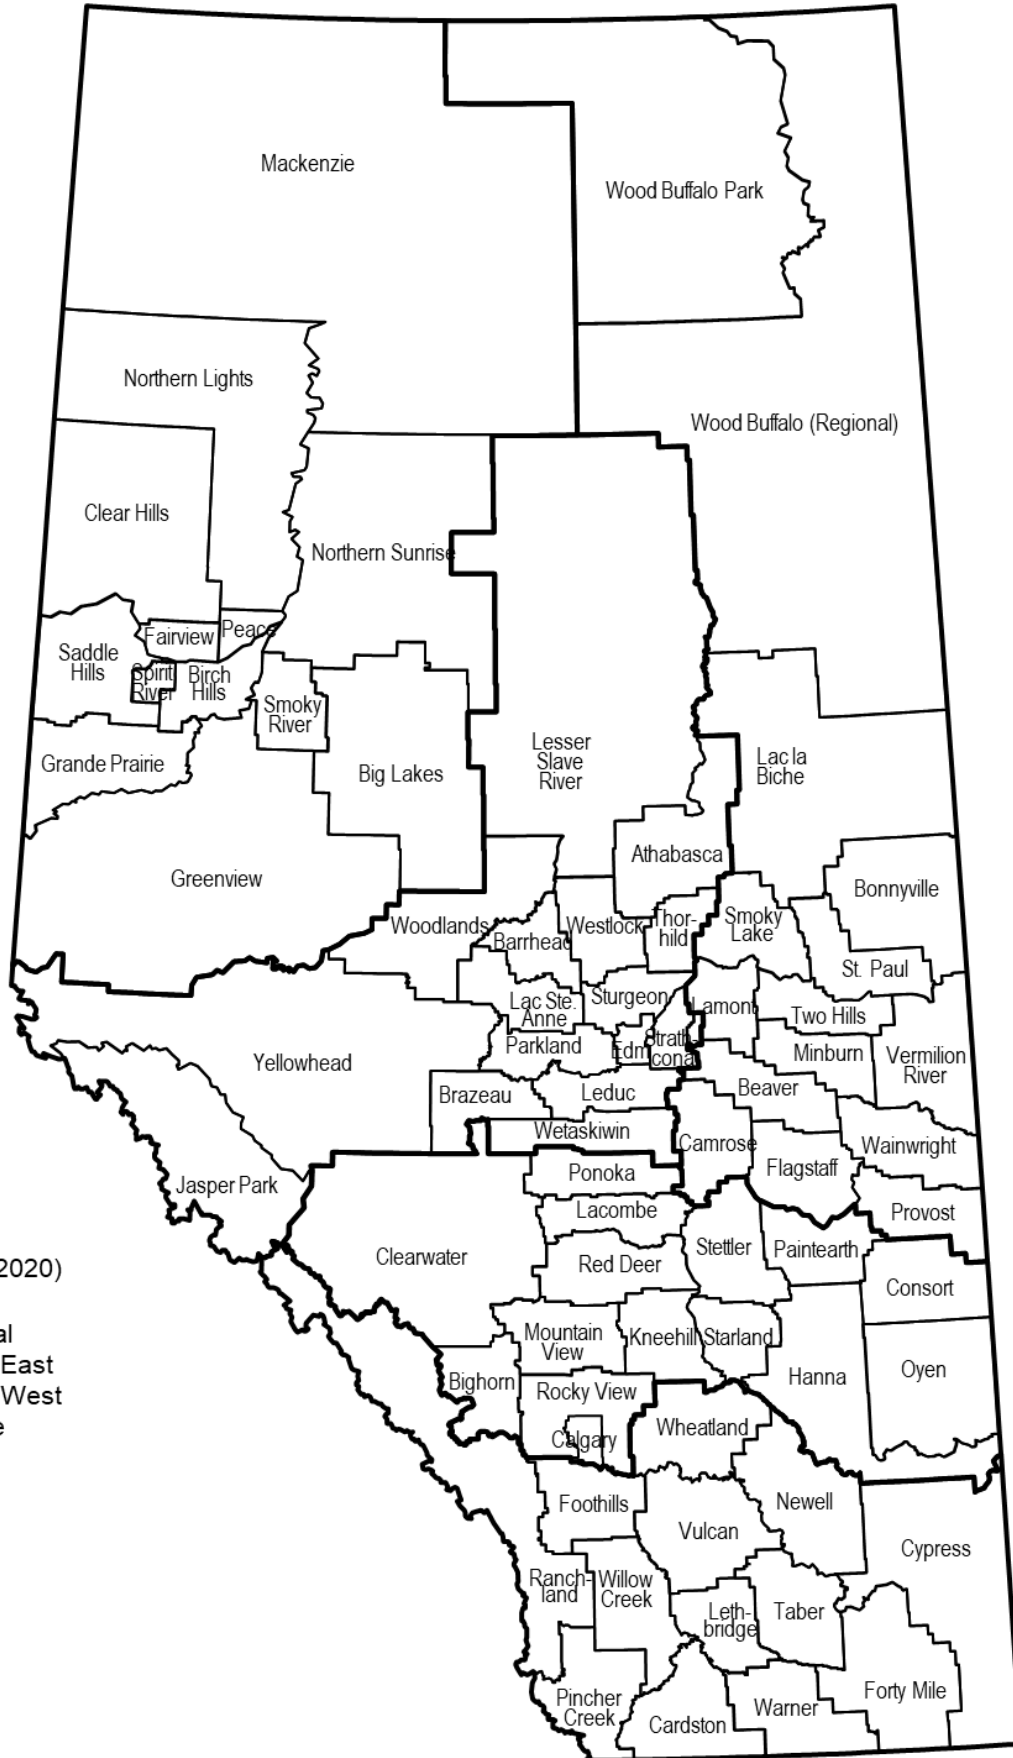 Mackenzie
Wood Buffalo Park
Northern Lights
Wood Buffalo (Regional)
Clear Hills
Northern Sunrise
Peace
Fairview
Saddle
Hills
Spirit
River
Birch
Hills
Smoky
River
Grande Prairie
Big Lakes
Lesser
Slave
River
Lac la
Biche
Athabasca
Greenview
Bonnyville
Woodlands
Barrhead
Westlock
Thor-
hild
Smoky
Lake
St. Paul
Lac Ste.
Anne
Sturgeon
Lamont
Two Hills
Yellowhead
Parkland
Edm
Strath-
cona
Minburn
Vermilion
River
Brazeau
Leduc
Beaver
Wetaskiwin
Camrose
Wainwright
Flagstaff
Jasper Park
Ponoka
Lacombe
Provost
Clearwater
Red Deer
Stettler
Paintearth
Consort
2020)
al
East
West
e
Mountain
View
Kneehill
Starland
Hanna
Oyen
Bighorn
Rocky View
Calgary
Wheatland
Foothills
Newell
Vulcan
Cypress
Ranch-
land
Willow
Creek
Leth-
bridge
Taber
Pincher
Creek
Cardston
Warner
Forty Mile